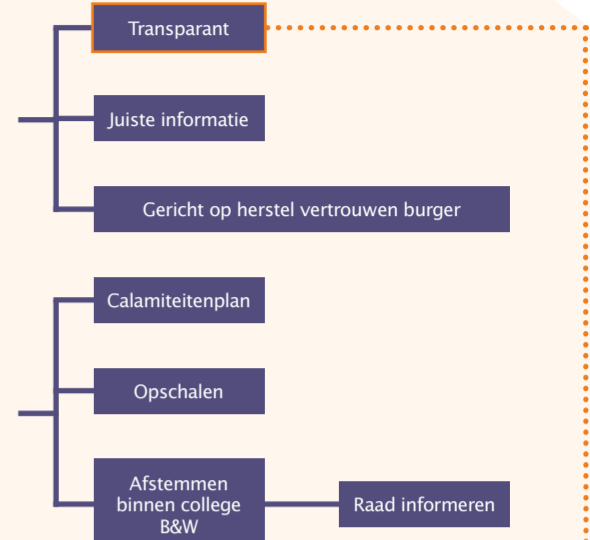 Transparant
Juiste informatie
Gericht op herstel vertrouwen burger
Calamiteitenplan
Opschalen
Afstemmen
binnen college
B&W
Raad informeren